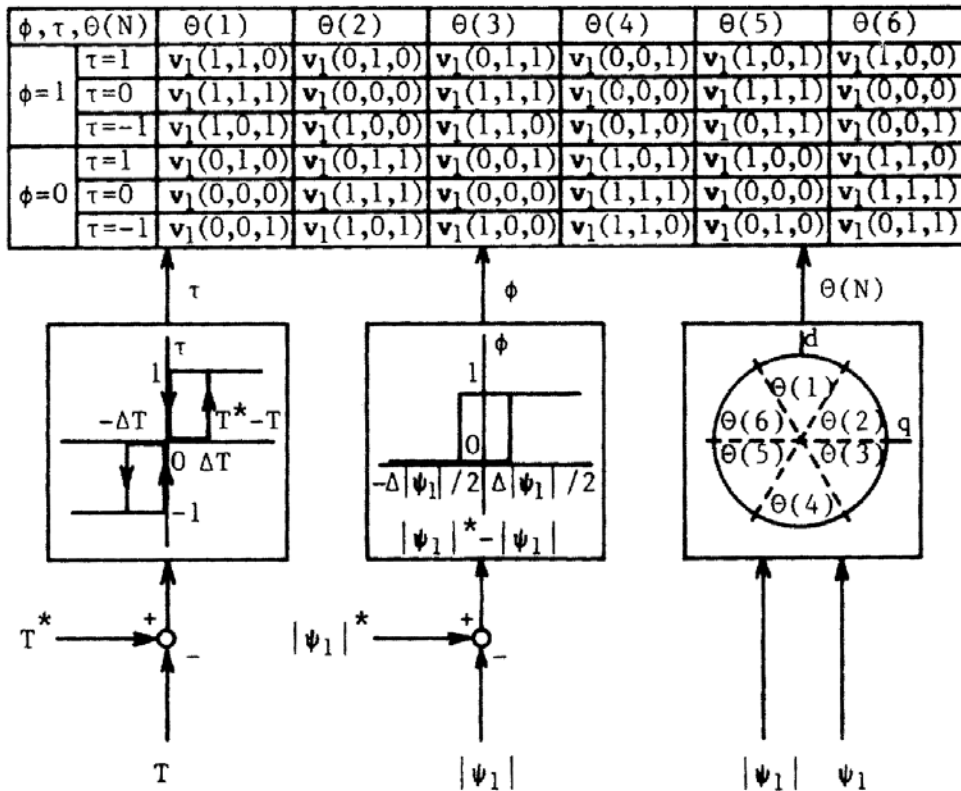 ϕ, τ, Θ(N) Θ(1) Θ(2) Θ(3) Θ(4) Θ(5) Θ(6)
ϕ=1 τ=1 v₁(1,1,0) v₁(0,1,0) v₁(0,1,1) v₁(0,0,1) v₁(1,0,1) v₁(1,0,0)
τ=0 v₁(1,1,1) v₁(0,0,0) v₁(1,1,1) v₁(0,0,0) v₁(1,1,1) v₁(0,0,0)
τ=-1 v₁(1,0,1) v₁(1,0,0) v₁(1,1,0) v₁(0,1,0) v₁(0,1,1) v₁(0,0,1)
ϕ=0 τ=1 v₁(0,1,0) v₁(0,1,1) v₁(0,0,1) v₁(1,0,1) v₁(1,0,0) v₁(1,1,0)
τ=0 v₁(0,0,0) v₁(1,1,1) v₁(0,0,0) v₁(1,1,1) v₁(0,0,0) v₁(1,1,1)
τ=-1 v₁(0,0,1) v₁(1,0,1) v₁(1,0,0) v₁(1,1,0) v₁(0,1,0) v₁(0,1,1)
τ ϕ Θ(N)
τ
1
-ΔT T*-T
0 ΔT
-1
ϕ
1
0
-Δ|ψ₁|/2 Δ|ψ₁|/2
|ψ₁|*-|ψ₁|
d
Θ(1)
Θ(6) Θ(2) q
Θ(5) Θ(3)
Θ(4)
T* + -
|ψ₁|* + -
T |ψ₁| |ψ₁| ψ₁